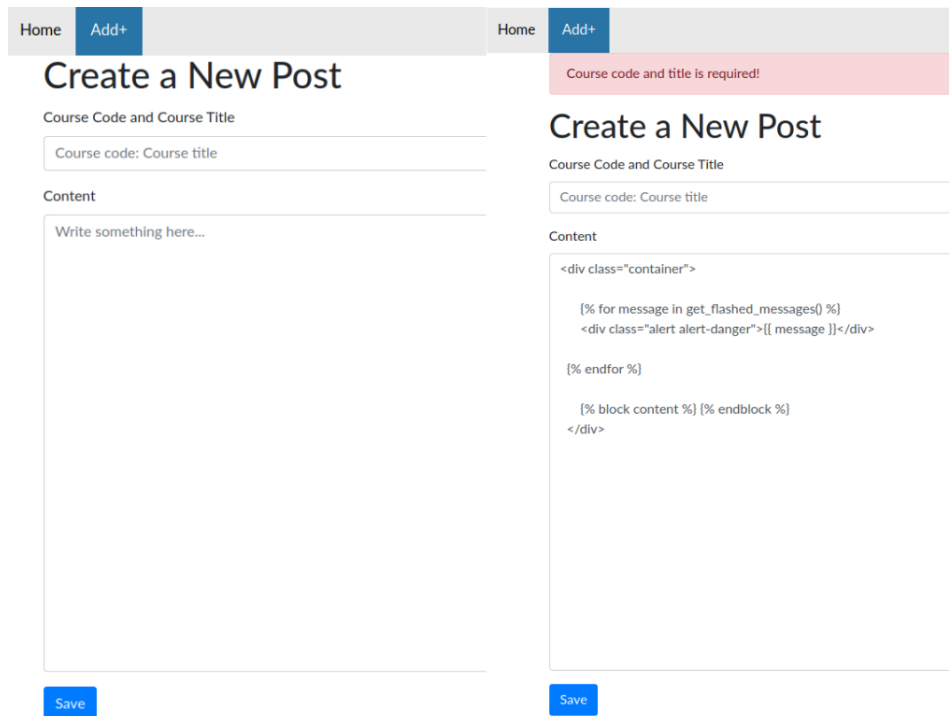 Home Add+
Create a New Post
Course Code and Course Title
Course code: Course title
Content
Write something here...
Save
Home Add+
Course code and title is required!
Create a New Post
Course Code and Course Title
Course code: Course title
Content
<div class="container">
{% for message in get_flashed_messages() %}
<div class="alert alert-danger">{{ message }}</div>
{% endfor %}
{% block content %} {% endblock %}
</div>
Save